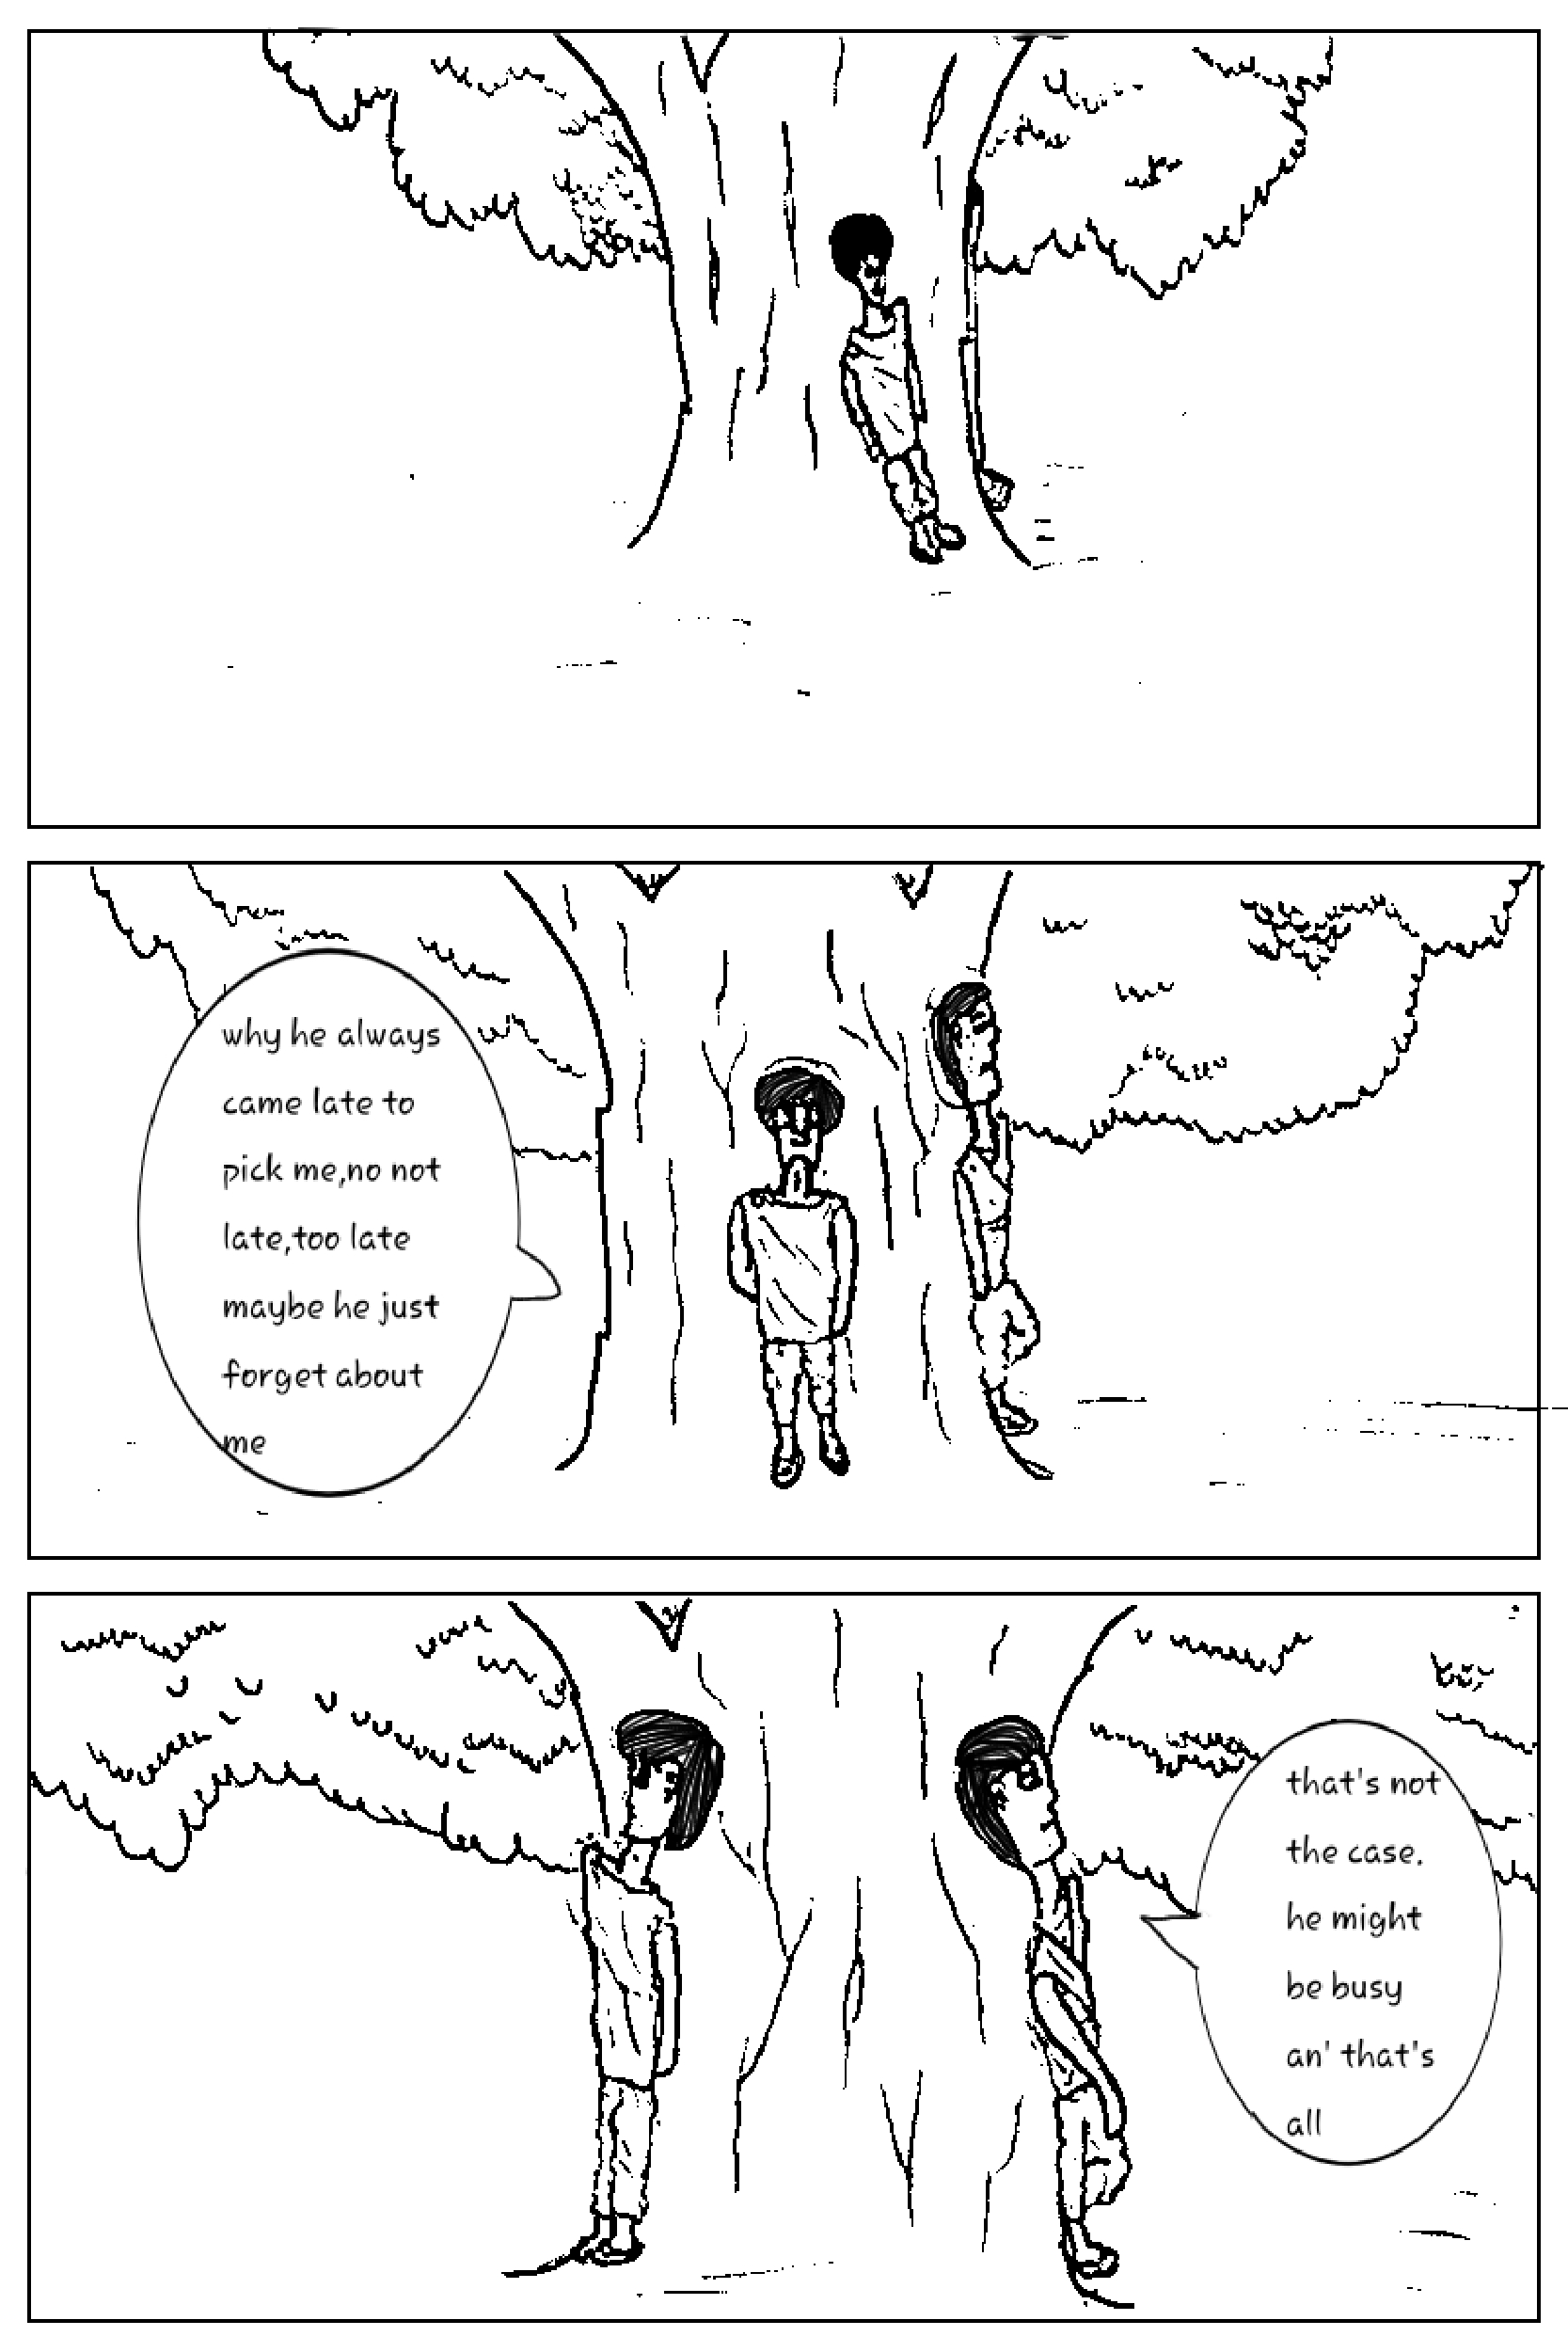 why he always
came late to
pick me,no not
late,too late
maybe he just
forget about
me
that's not
the case.
he might
be busy
an' that's
all